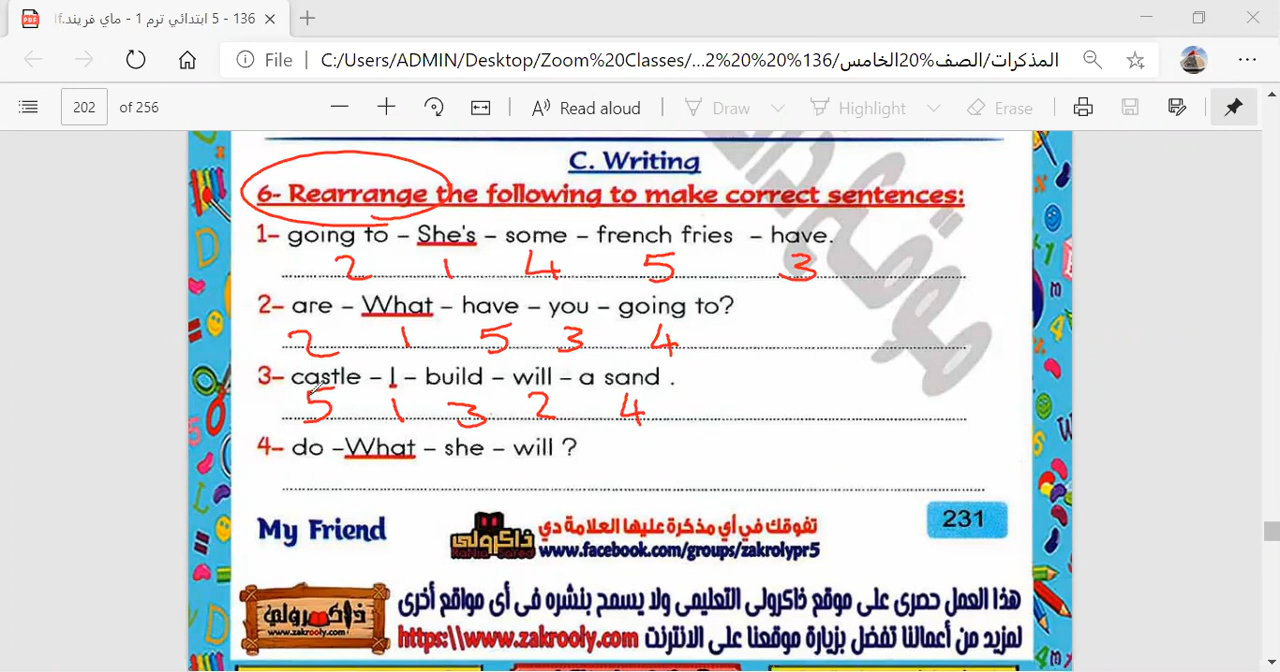 136 - 5 ابتدائي ترم 1 - ماي فريند.lf
File C:/Users/ADMIN/Desktop/Zoom%20Classes/...2%20%20%136/المذكرات/الصف%20الخامس
202 of 256 Read aloud Draw Highlight Erase
C. Writing
6- Rearrange the following to make correct sentences:
1- going to - She's - some - french fries - have.
2 1 4 5 3
2- are - What - have - you - going to?
2 1 5 3 4
3- castle - I - build - will - a sand .
5 1 3 2 4
4- do -What - she - will ?
My Friend
تفوقك في أي مذكرة عليها العلامة دي
www.facebook.com/groups/zakrolypr5
231
ذاكرولي
ذاكرولي
www.zakrooly.com
هذا العمل حصرى على موقع ذاكرولى التعليمى ولا يسمح بنشره فى أى مواقع أخرى
لمزيد من أعمالنا تفضل بزيارة موقعنا على الانترنت https:\\www.zakrooly.com